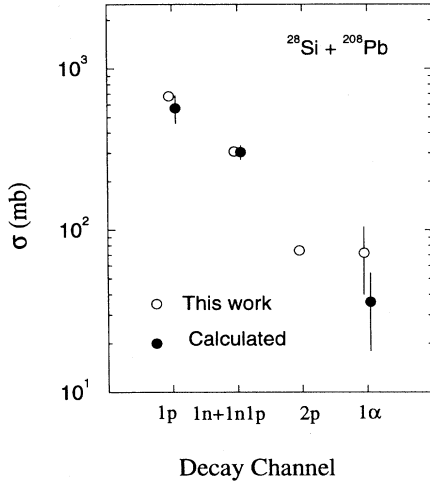 ²⁸Si + ²⁰⁸Pb
10³
σ (mb)
10²
This work
Calculated
10¹
1p 1n+1n1p 2p 1α
Decay Channel